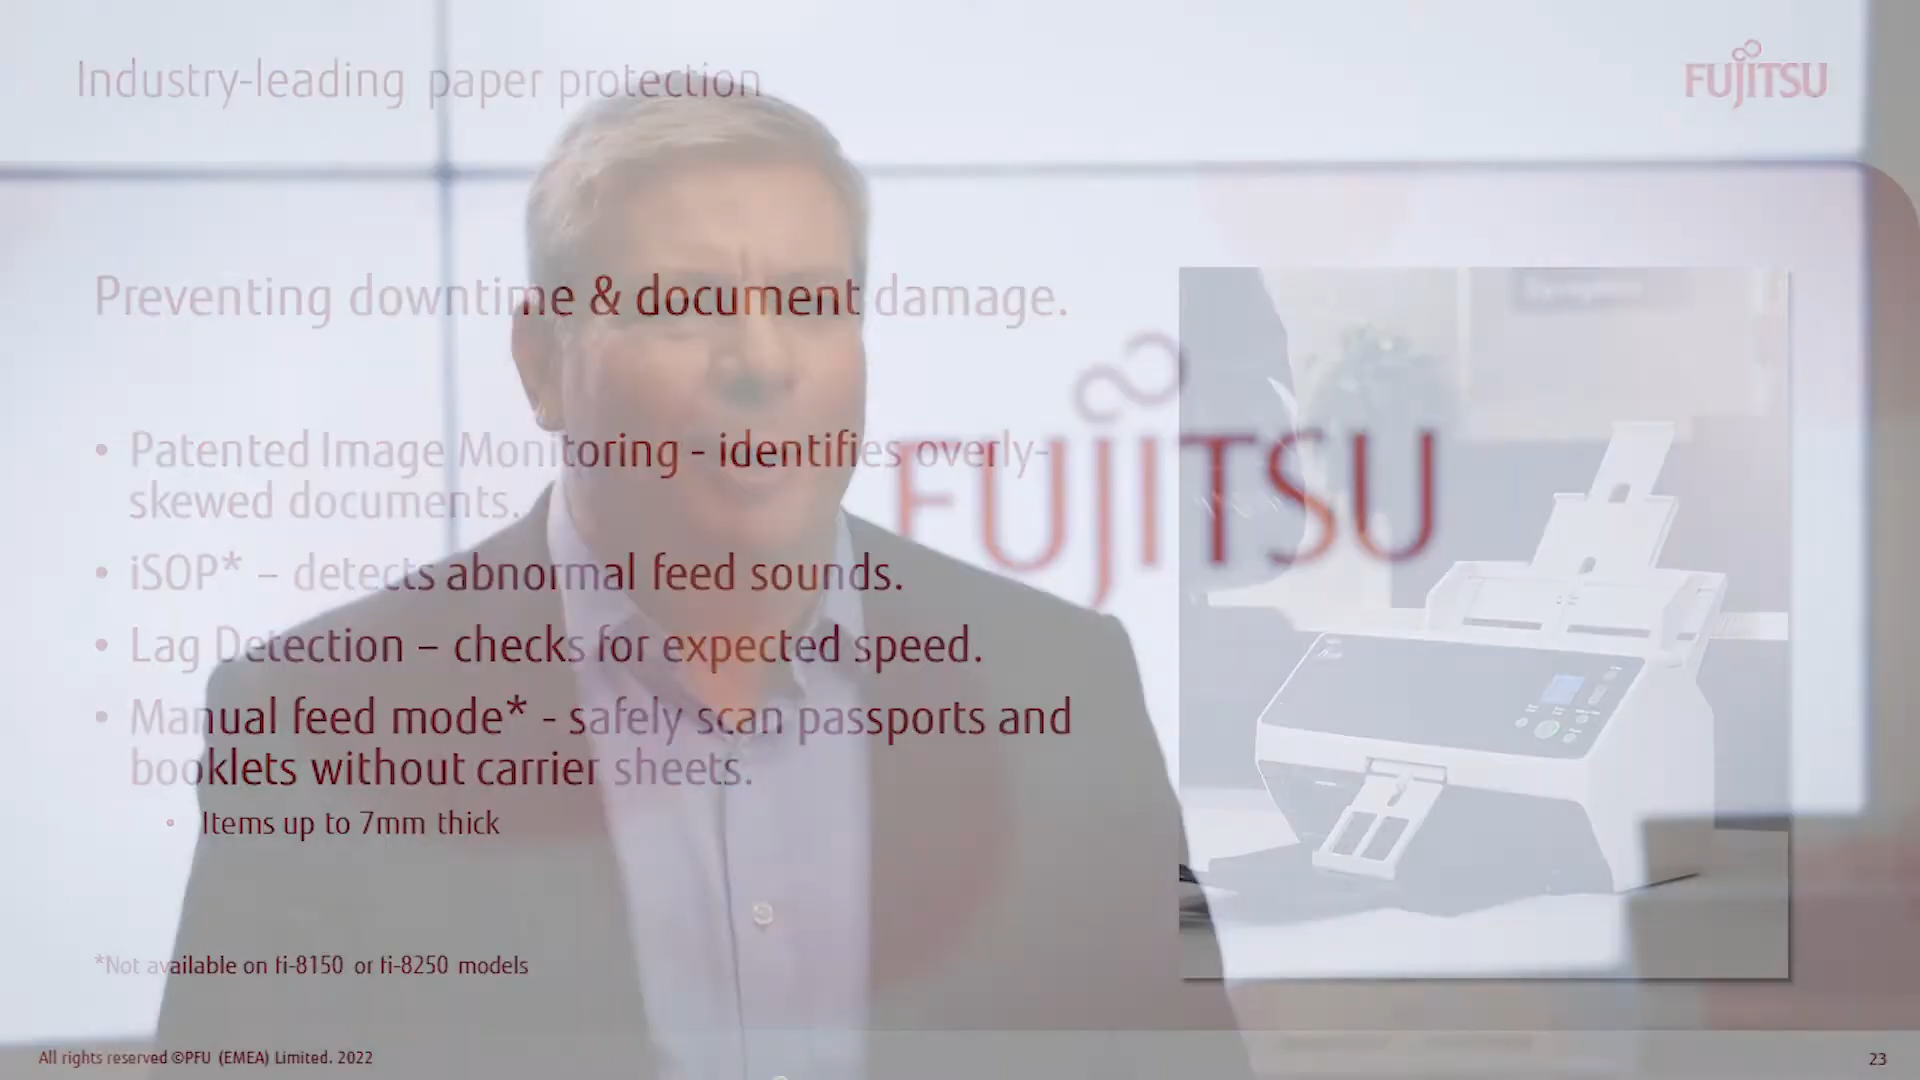 Industry-leading paper protection
FUJITSU
Preventing downtime & document damage.
• Patented Image Monitoring - identifies overly-
skewed documents.
• iSOP* – detects abnormal feed sounds.
• Lag Detection – checks for expected speed.
• Manual feed mode* - safely scan passports and
booklets without carrier sheets.
• Items up to 7mm thick
FUJITSU
*Not available on fi-8150 or fi-8250 models
All rights reserved ©PFU (EMEA) Limited. 2022
23